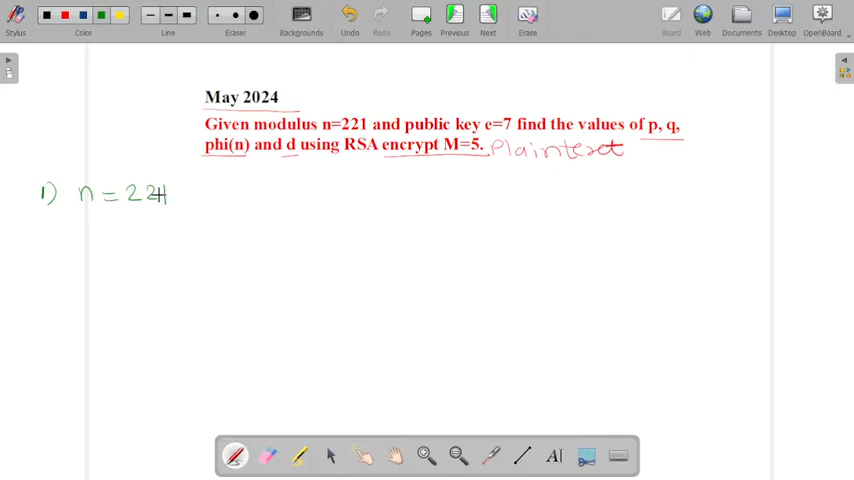 Stylus Color Line Eraser Backgrounds Undo Redo Pages Previous Next Erase Board Web Documents Desktop OpenBoard
May 2024
Given modulus n=221 and public key e=7 find the values of p, q,
phi(n) and d using RSA encrypt M=5. Plaintext
1) n = 221
AI